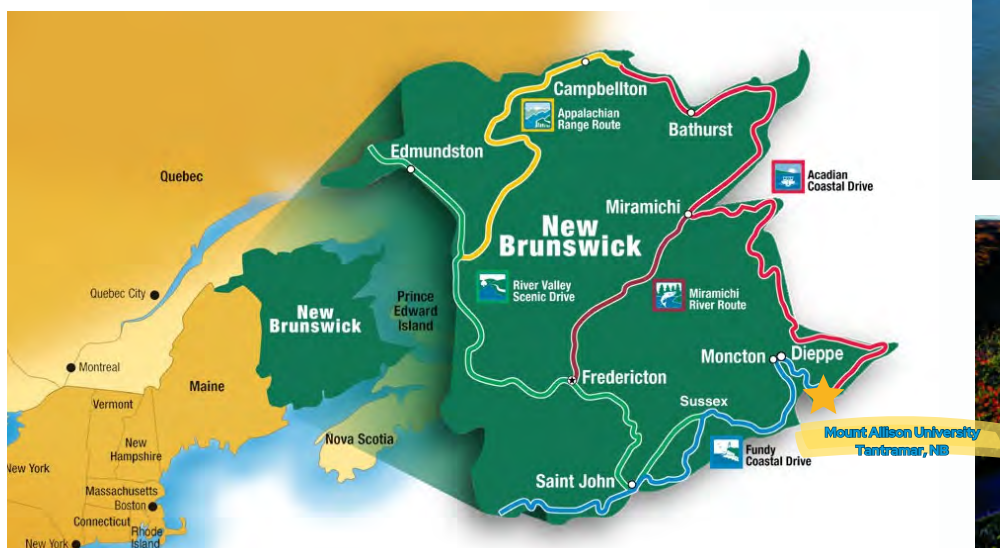 Campbellton
Appalachian
Range Route
Bathurst
Edmundston
Quebec
Acadian
Coastal Drive
Miramichi
New
Brunswick
River Valley
Scenic Drive
Miramichi
River Route
Quebec City
Prince
Edward
Island
New
Brunswick
Moncton
Dieppe
Montreal
Maine
Fredericton
Vermont
Sussex
Mount Allison University
Tantramar, NB
New
Hampshire
Nova Scotia
Fundy
Coastal Drive
New York
Saint John
Massachusetts
Boston
Connecticut
Rhode
Island
New York